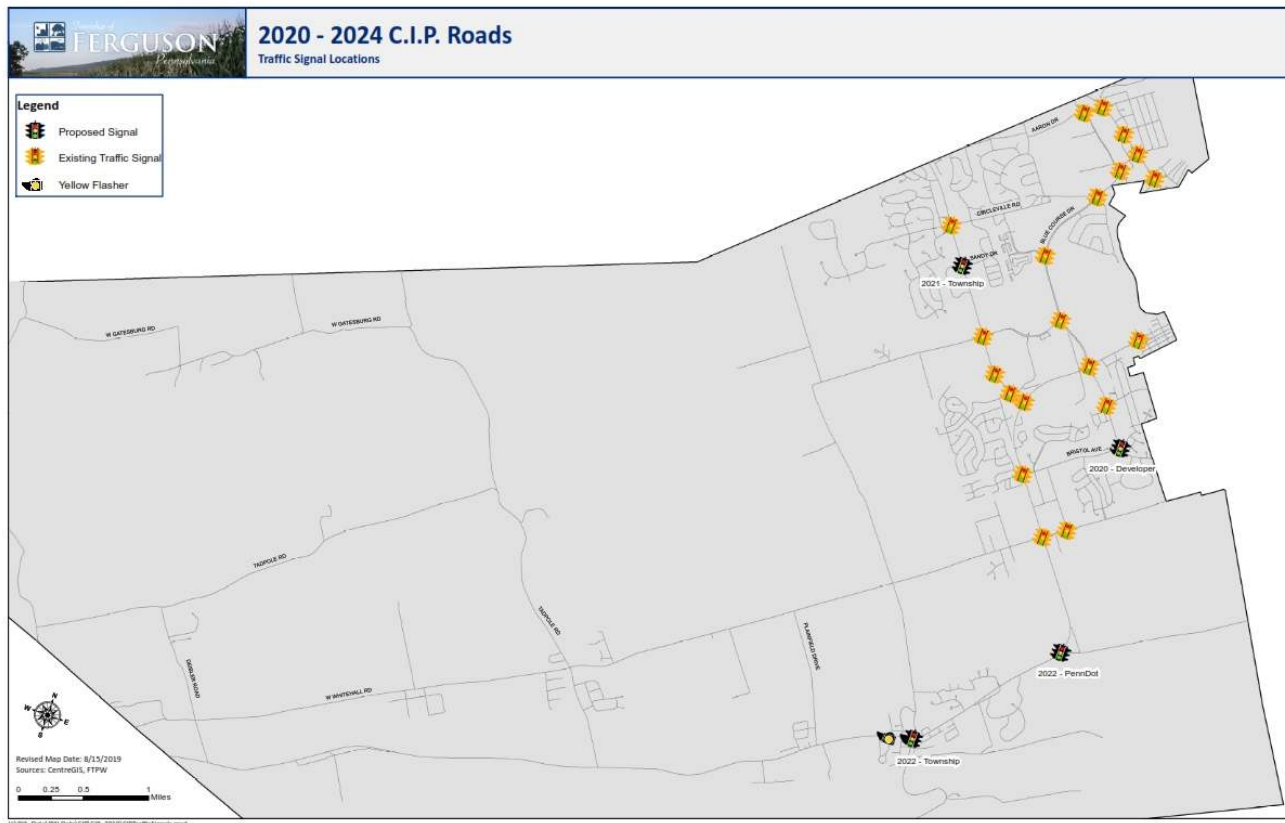 Township of
FERGUSON
Pennsylvania
2020 - 2024 C.I.P. Roads
Traffic Signal Locations
Legend
Proposed Signal
Existing Traffic Signal
Yellow Flasher
AARON DR
CIRCLEVILLE RD
BLUE COURSE DR
SANDY DR
2021 - Township
W GATESBURG RD
W GATESBURG RD
BRISTOL AVE
2020 - Developer
TADPOLE RD
TADPOLE RD
PLAINFIELD DRIVE
DEIBLER ROAD
W WHITEHALL RD
2022 - PennDot
2022 - Township
N
W
E
S
Revised Map Date: 8/15/2019
Sources: CentreGIS, FTPW
0 0.25 0.5 1
Miles